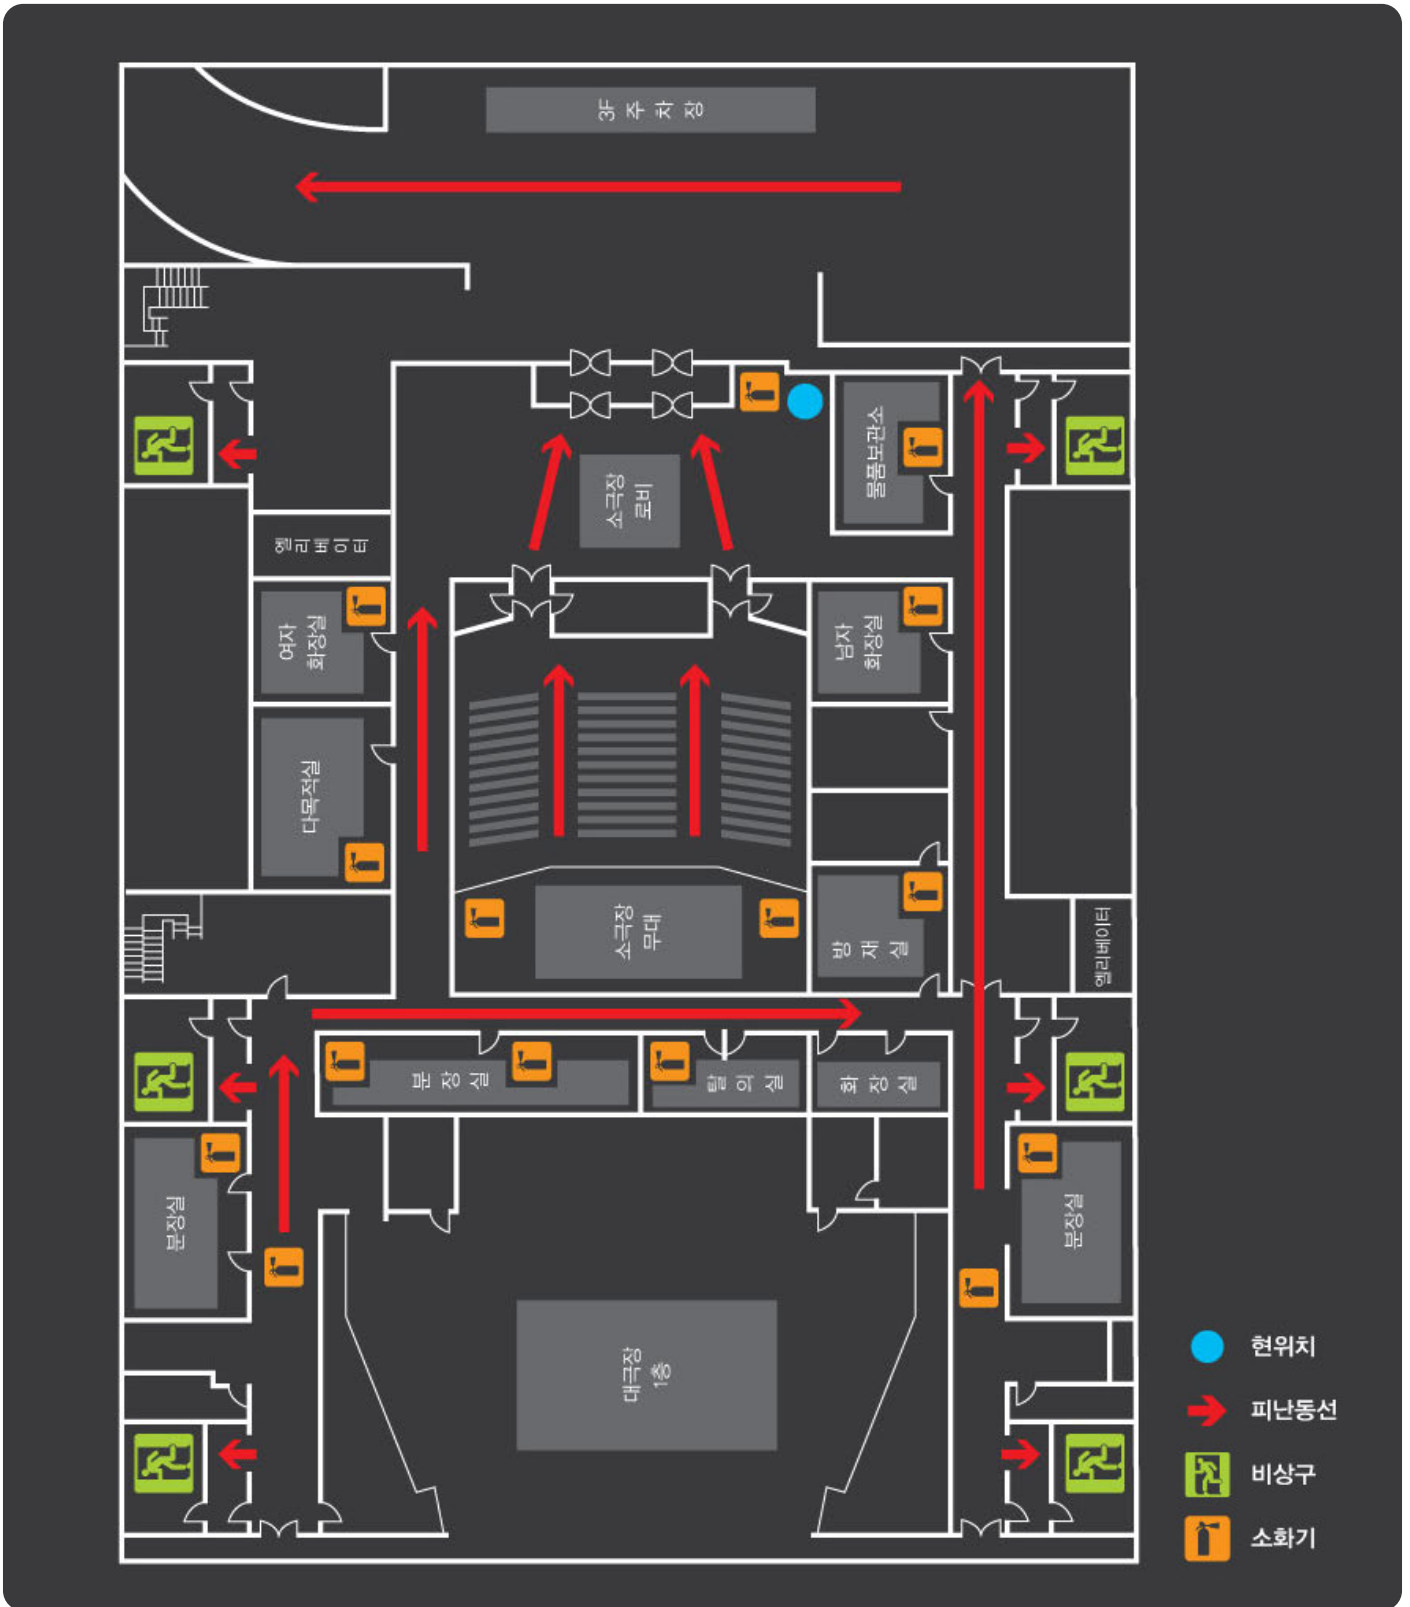 3F 주 차 장
물품보관소
소극장
로비
엘 리 베 이 터
여자
화장실
남자
화장실
다목적실
소극장
무대
방 재 실
엘리베이터
분 장 실
탈 의 실
화 장 실
분장실
분장실
대극장
1층
현위치
피난동선
비상구
소화기